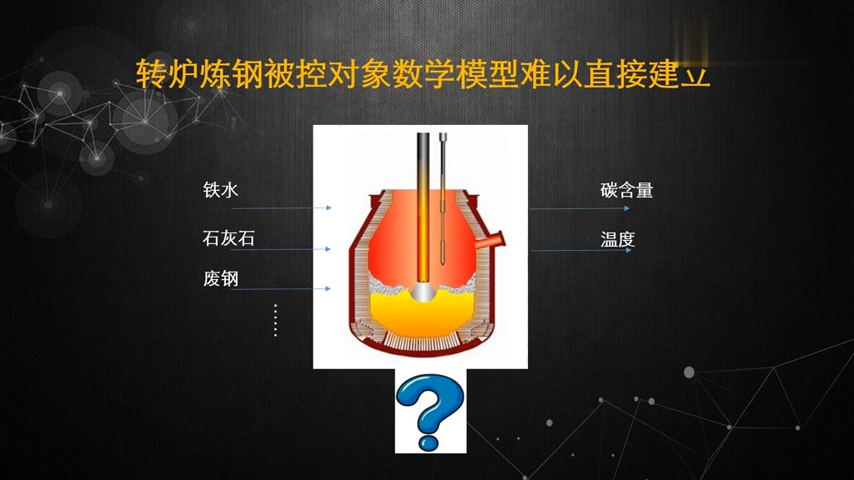 转炉炼钢被控对象数学模型难以直接建立
铁水
石灰石
废钢
……
碳含量
温度